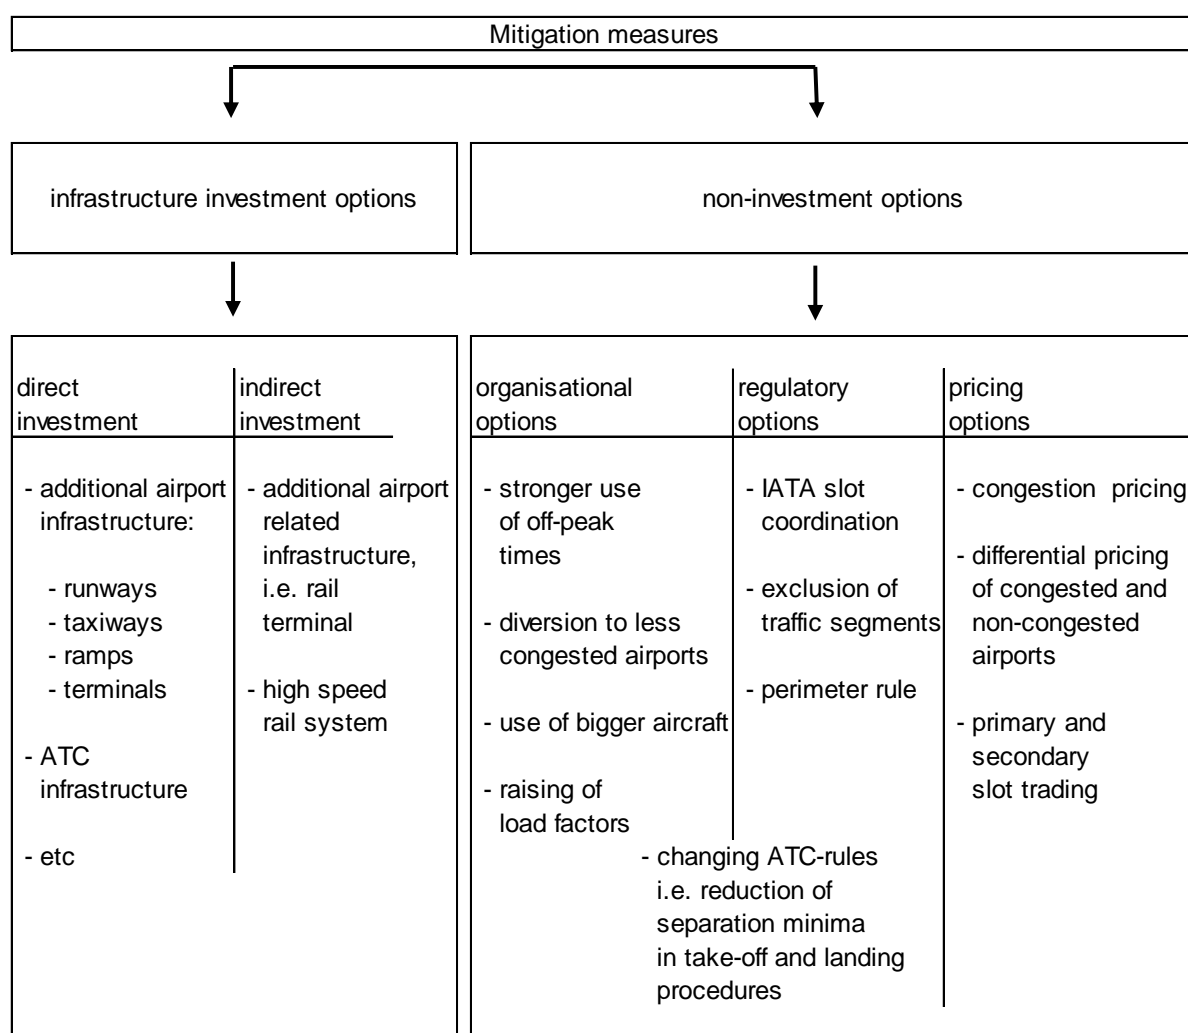 Mitigation measures
infrastructure investment options
non-investment options
direct
investment
- additional airport
infrastructure:
- runways
- taxiways
- ramps
- terminals
- ATC
infrastructure
- etc
indirect
investment
- additional airport
related
infrastructure,
i.e. rail
terminal
- high speed
rail system
organisational
options
- stronger use
of off-peak
times
- diversion to less
congested airports
- use of bigger aircraft
- raising of
load factors
regulatory
options
- IATA slot
coordination
- exclusion of
traffic segments
- perimeter rule
- changing ATC-rules
i.e. reduction of
separation minima
in take-off and landing
procedures
pricing
options
- congestion pricing
- differential pricing
of congested and
non-congested
airports
- primary and
secondary
slot trading